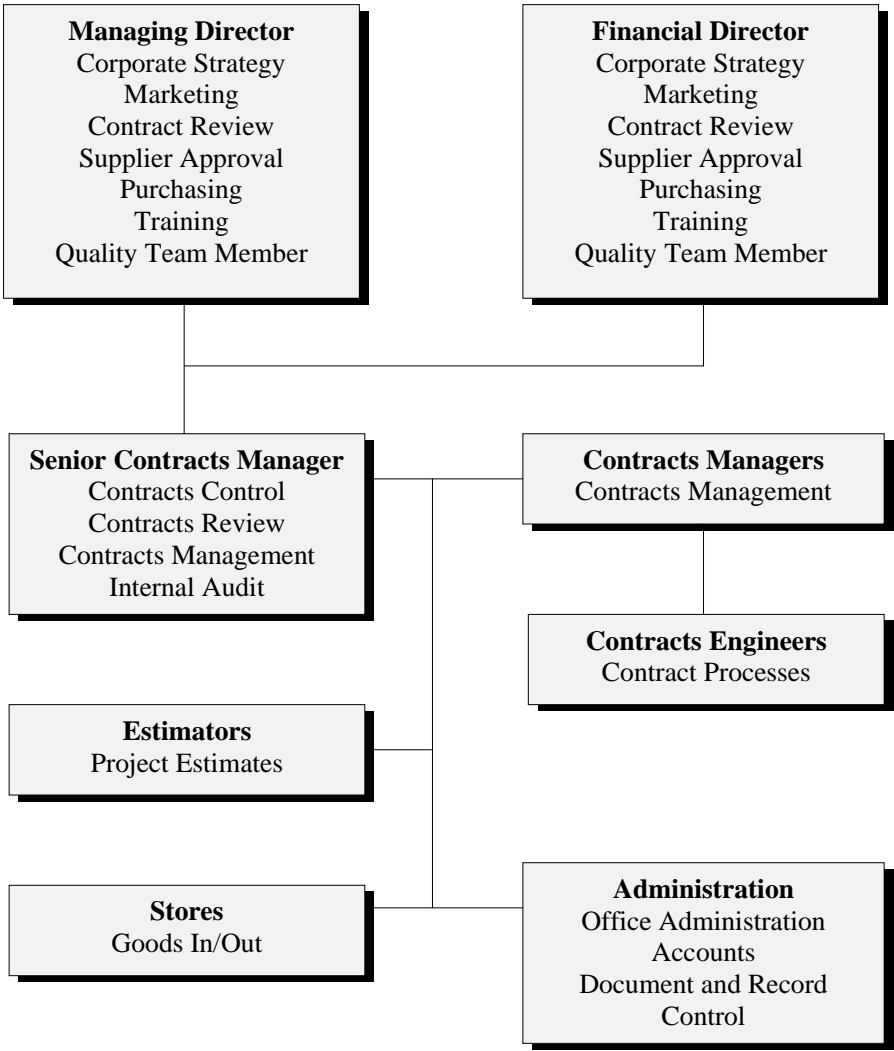 Managing Director
Corporate Strategy
Marketing
Contract Review
Supplier Approval
Purchasing
Training
Quality Team Member
Financial Director
Corporate Strategy
Marketing
Contract Review
Supplier Approval
Purchasing
Training
Quality Team Member
Senior Contracts Manager
Contracts Control
Contracts Review
Contracts Management
Internal Audit
Contracts Managers
Contracts Management
Contracts Engineers
Contract Processes
Estimators
Project Estimates
Stores
Goods In/Out
Administration
Office Administration
Accounts
Document and Record
Control